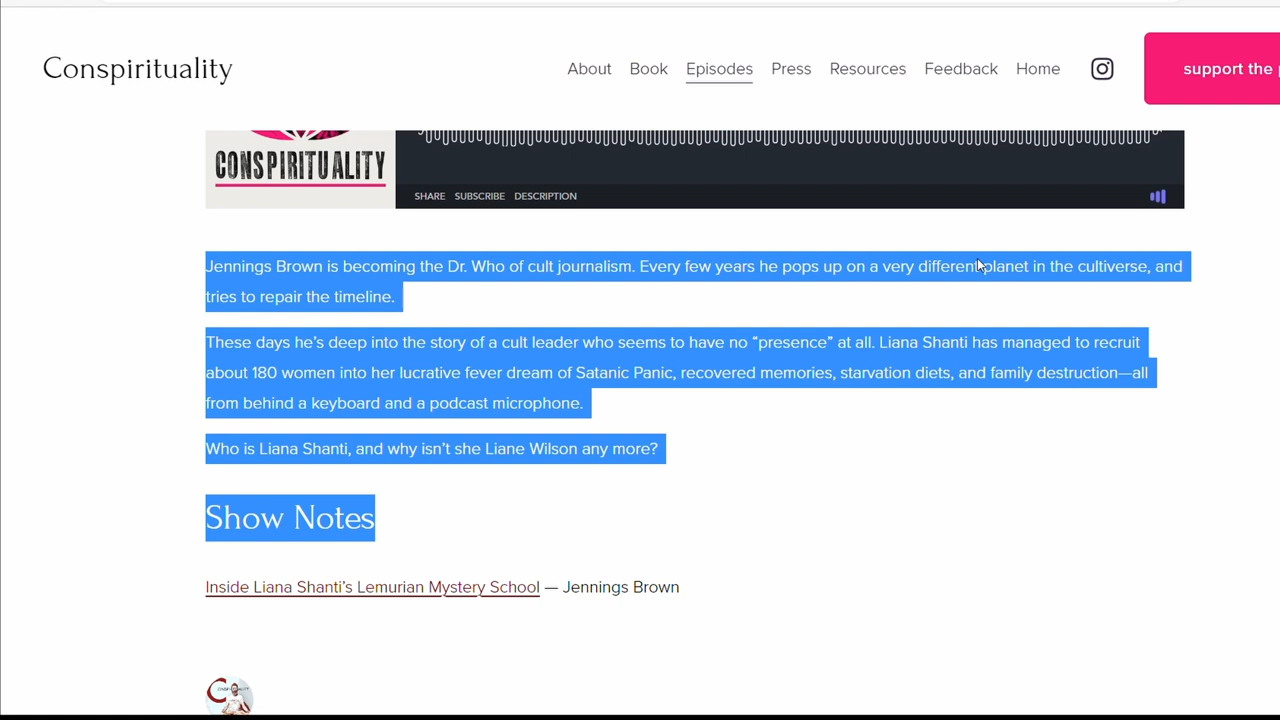 Conspirituality
About Book Episodes Press Resources Feedback Home
support the
CONSPIRITUALITY
SHARE SUBSCRIBE DESCRIPTION
Jennings Brown is becoming the Dr. Who of cult journalism. Every few years he pops up on a very different planet in the cultiverse, and
tries to repair the timeline.
These days he’s deep into the story of a cult leader who seems to have no “presence” at all. Liana Shanti has managed to recruit
about 180 women into her lucrative fever dream of Satanic Panic, recovered memories, starvation diets, and family destruction—all
from behind a keyboard and a podcast microphone.
Who is Liana Shanti, and why isn’t she Liane Wilson any more?
Show Notes
Inside Liana Shanti’s Lemurian Mystery School — Jennings Brown